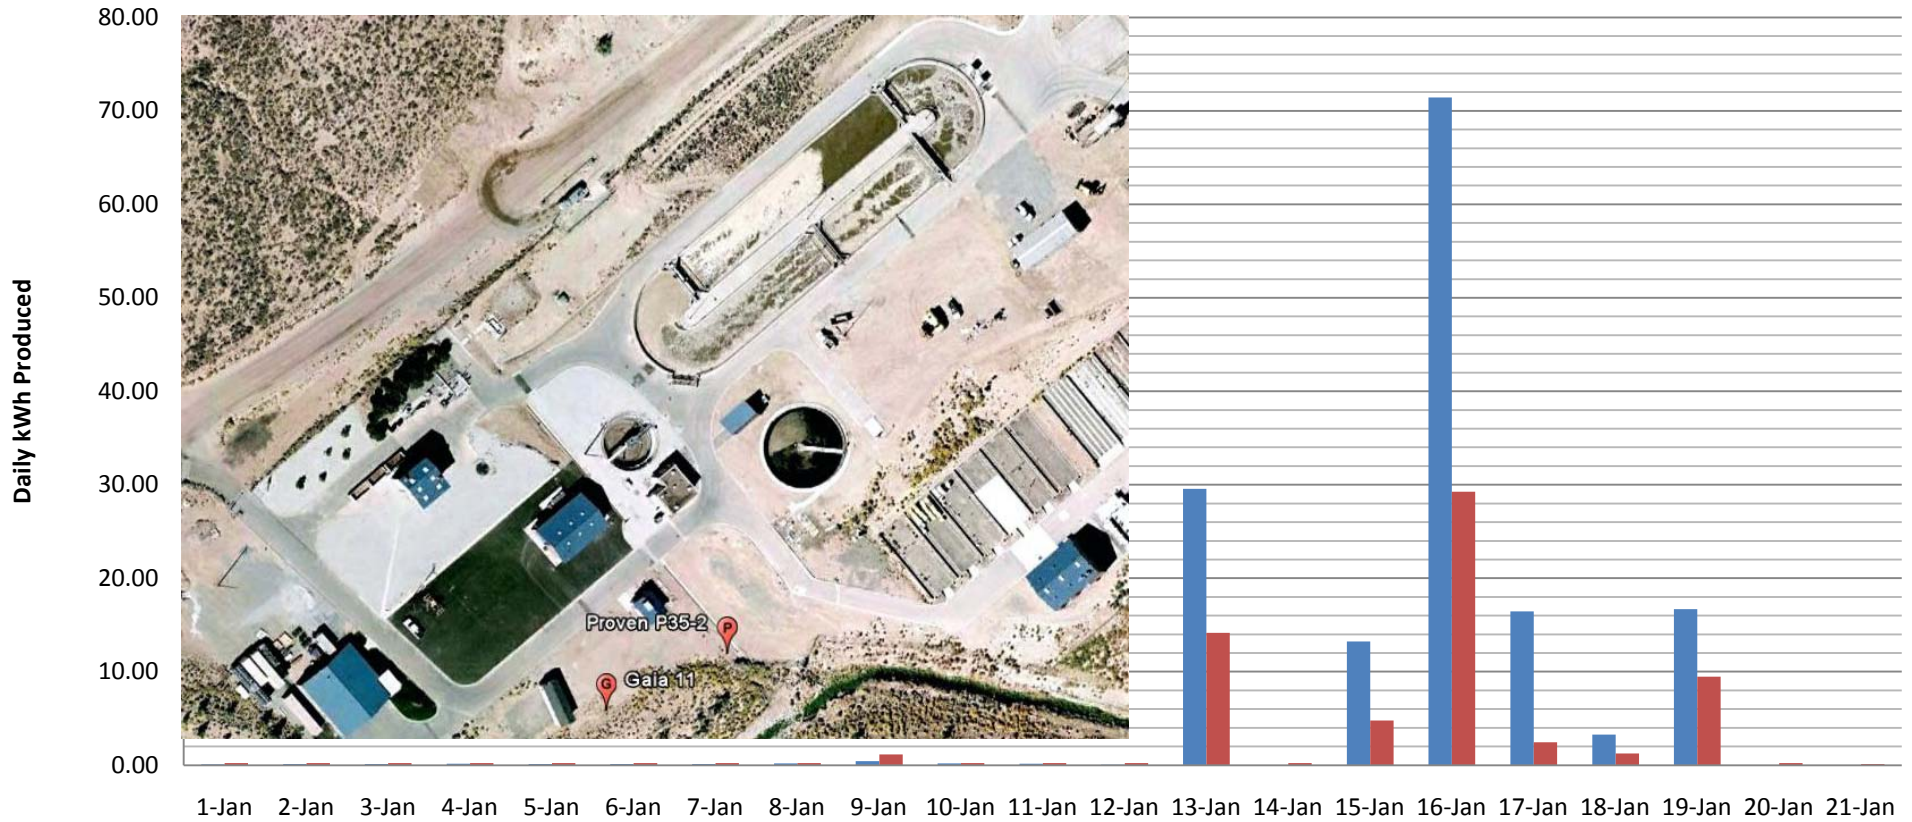 Daily kWh Produced
80.00
70.00
60.00
50.00
40.00
30.00
20.00
10.00
0.00
Proven P35-2
P
G
Gaia 11
1-Jan 2-Jan 3-Jan 4-Jan 5-Jan 6-Jan 7-Jan 8-Jan 9-Jan 10-Jan 11-Jan 12-Jan 13-Jan 14-Jan 15-Jan 16-Jan 17-Jan 18-Jan 19-Jan 20-Jan 21-Jan